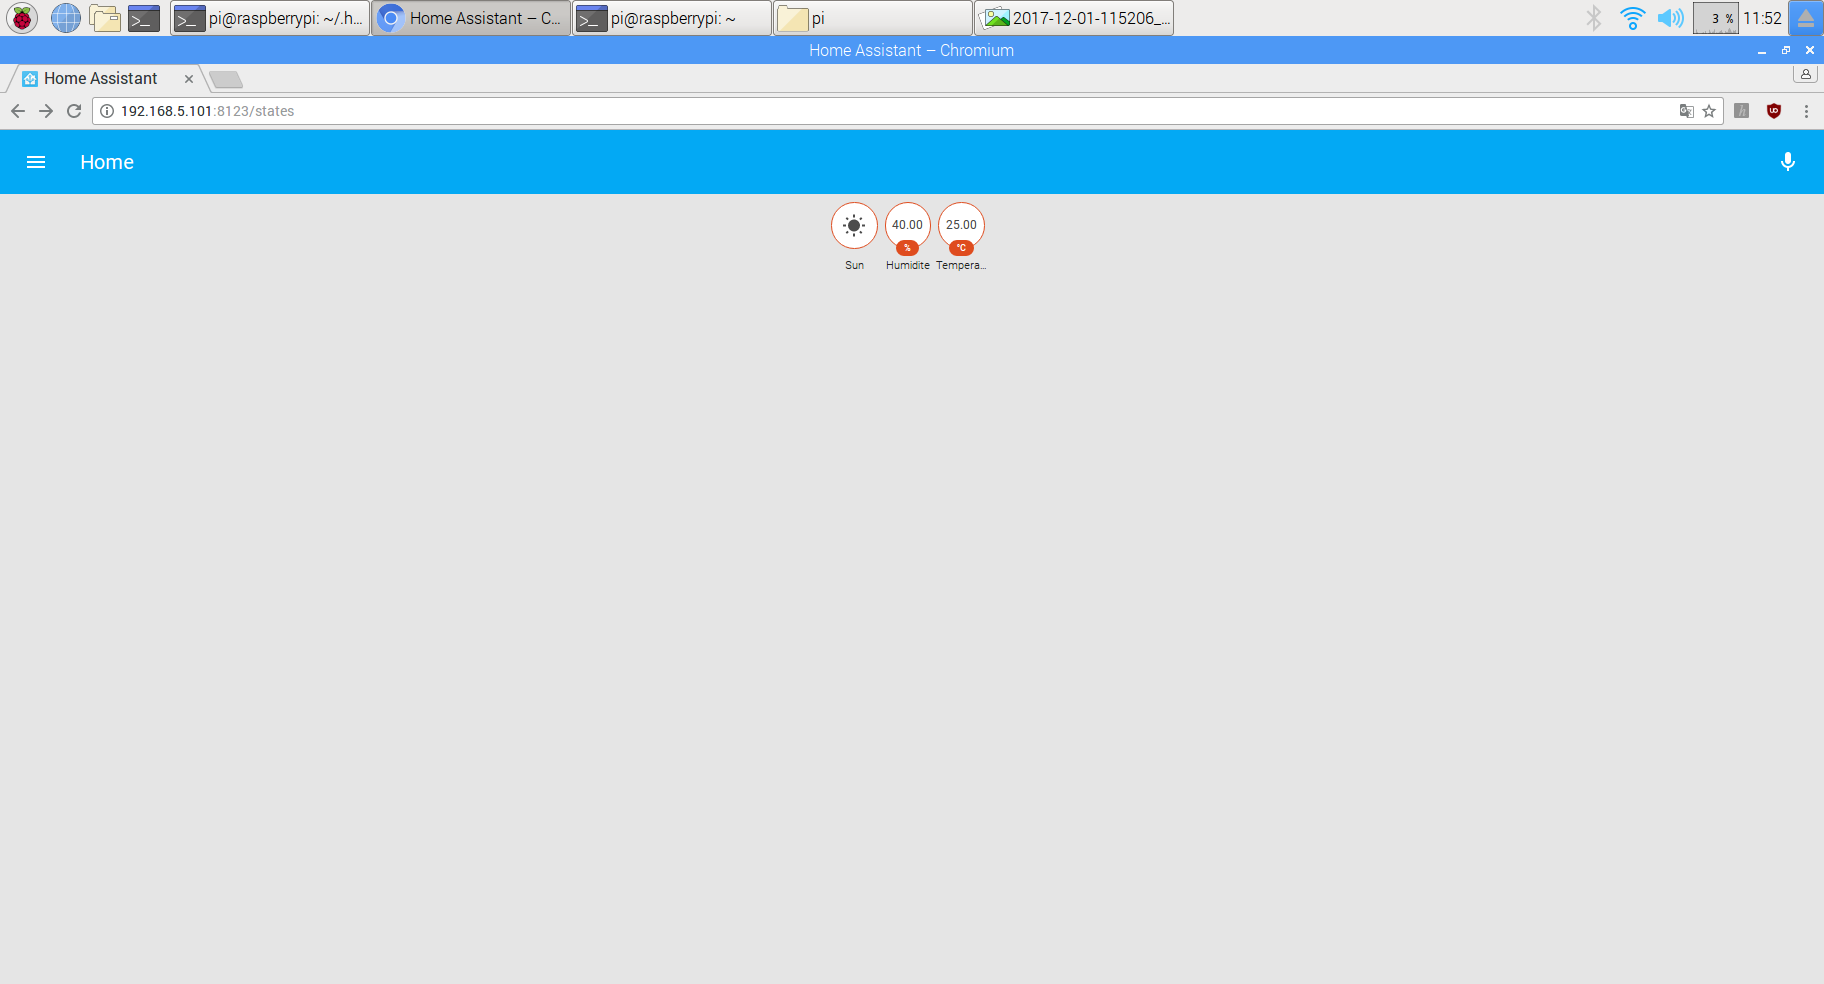 pi@raspberrypi: ~/.h... Home Assistant – C... pi@raspberrypi: ~ pi 2017-12-01-115206_... 3 % 11:52
Home Assistant – Chromium
Home Assistant
192.168.5.101:8123/states
Home
40.00 25.00
% °C
Sun Humidite Tempera...